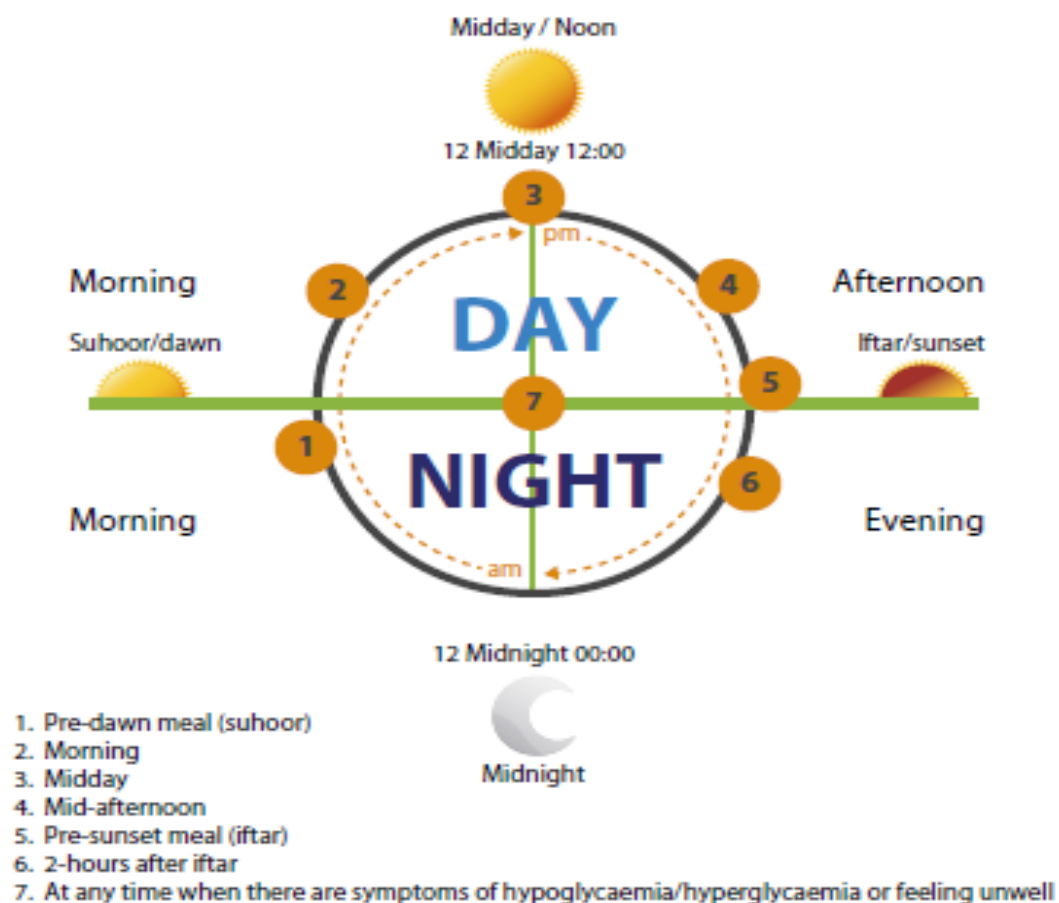 Midday / Noon
12 Midday 12:00
3
pm
2
4
Morning
Afternoon
DAY
Suhoor/dawn
Iftar/sunset
5
7
1
NIGHT
6
Morning
Evening
am
12 Midnight 00:00
Midnight
1. Pre-dawn meal (suhoor)
2. Morning
3. Midday
4. Mid-afternoon
5. Pre-sunset meal (iftar)
6. 2-hours after iftar
7. At any time when there are symptoms of hypoglycaemia/hyperglycaemia or feeling unwell